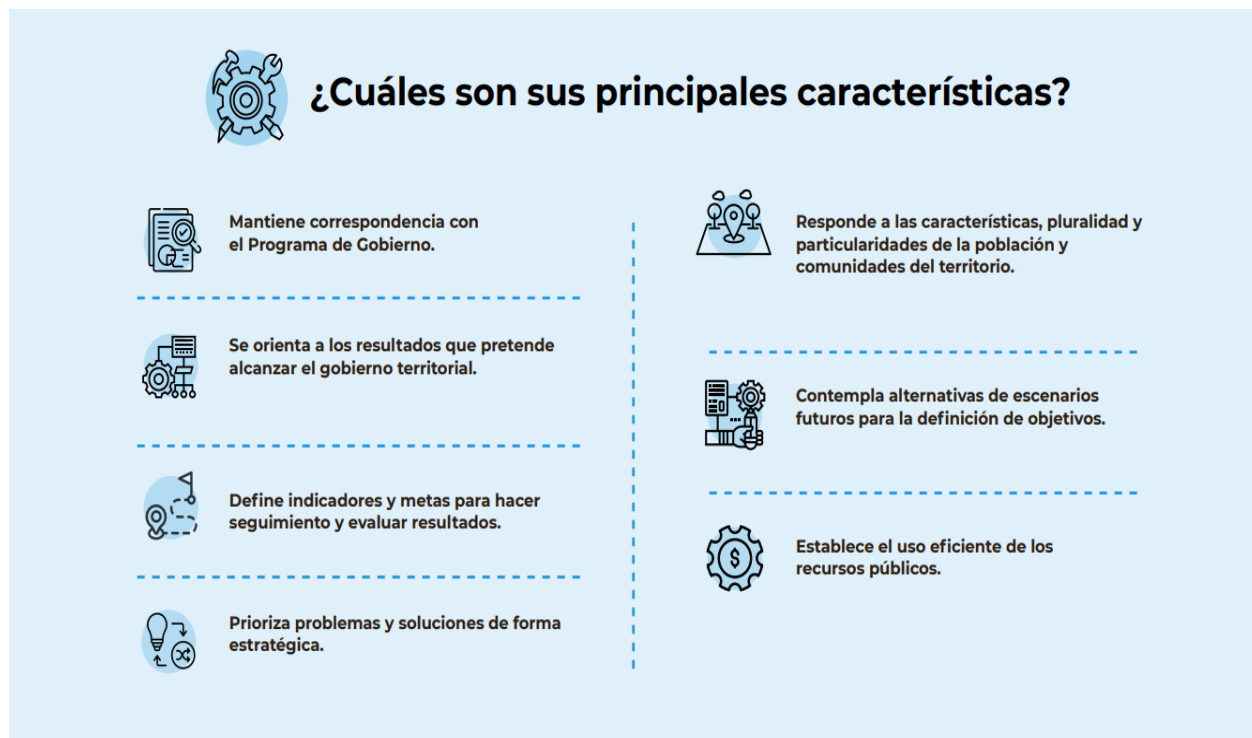 ¿Cuáles son sus principales características?
Mantiene correspondencia con
el Programa de Gobierno.
Se orienta a los resultados que pretende
alcanzar el gobierno territorial.
Define indicadores y metas para hacer
seguimiento y evaluar resultados.
Prioriza problemas y soluciones de forma
estratégica.
Responde a las características, pluralidad y
particularidades de la población y
comunidades del territorio.
Contempla alternativas de escenarios
futuros para la definición de objetivos.
$
Establece el uso eficiente de los
recursos públicos.